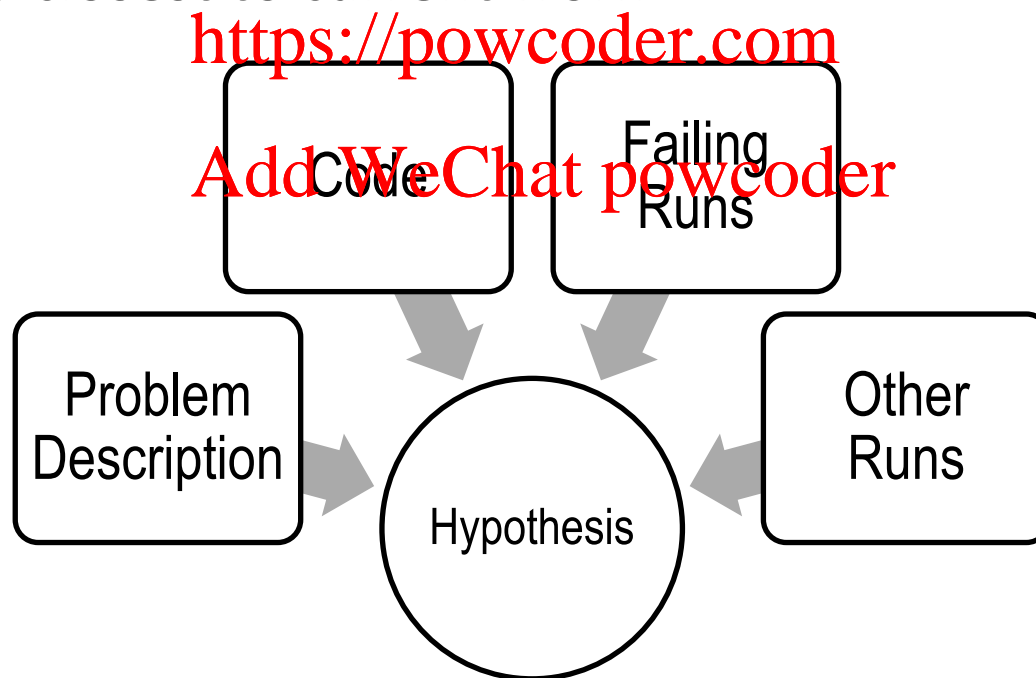 https://powcoder.com
Code
Failing
Runs
Add WeChat powcoder
Problem
Description
Other
Runs
Hypothesis